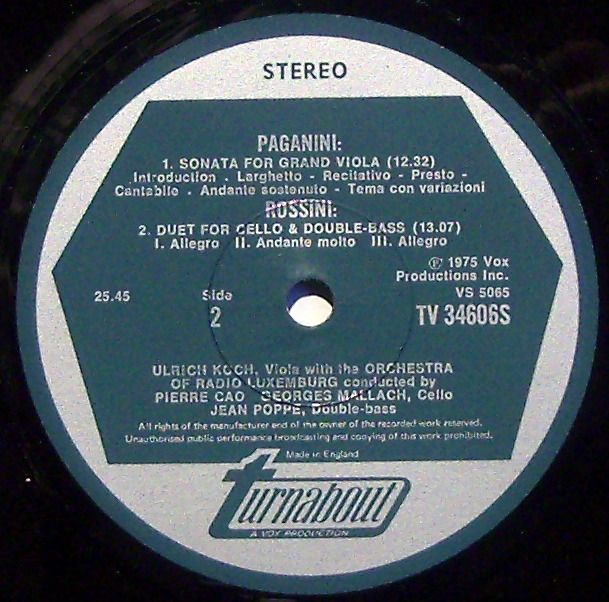 STEREO
PAGANINI:
1. SONATA FOR GRAND VIOLA (12.32)
Introduction - Larghetto - Recitativo - Presto -
Cantabile - Andante sostenuto - Tema con variazioni
ROSSINI:
2. DUET FOR CELLO & DOUBLE-BASS (13.07)
I. Allegro II. Andante molto III. Allegro
℗ 1975 Vox
Productions Inc.
25.45 Side VS 5065
2 TV 34606S
ULRICH KOCH, Viola with the ORCHESTRA
OF RADIO LUXEMBURG conducted by
PIERRE CAO GEORGES MALLACH, Cello
JEAN POPPE, Double-bass
All rights of the manufacturer and of the owner of the recorded work reserved.
Unauthorised public performance broadcasting and copying of this work prohibited.
Made in England
turnabout
A VOX PRODUCTION